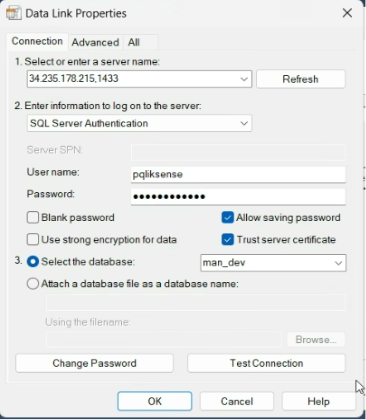 Data Link Properties
Connection Advanced All
1. Select or enter a server name:
34.235.178.215,1433 Refresh
2. Enter information to log on to the server:
SQL Server Authentication
Server SPN:
User name: pqliksense
Password: ••••••••••••
Blank password Allow saving password
Use strong encryption for data Trust server certificate
3. Select the database: man_dev
Attach a database file as a database name:
Using the filename:
Browse...
Change Password Test Connection
OK Cancel Help